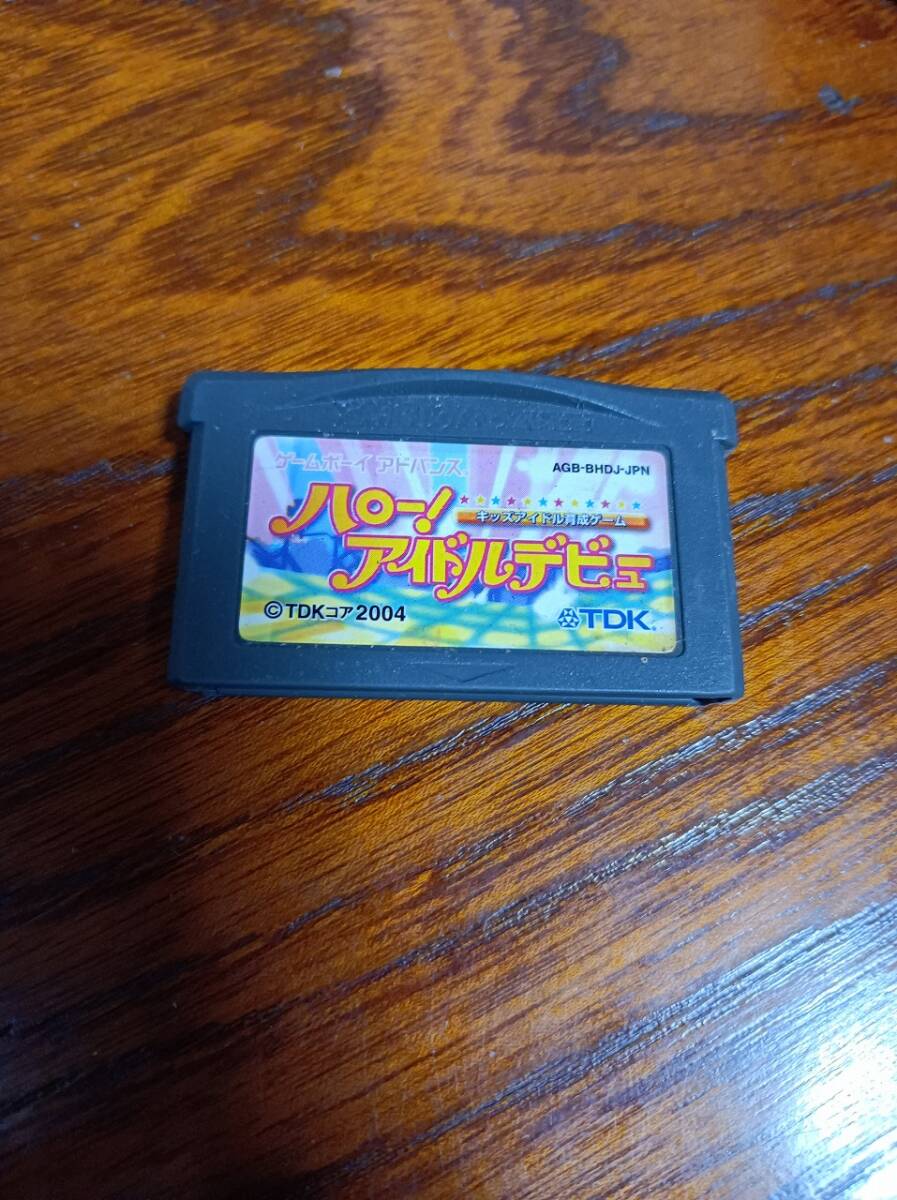 ゲームボーイ アドバンス
AGB-BHDJ-JPN
ハロー!
キッズアイドル育成ゲーム
アイドルデビュー
©TDKコア2004
TDK